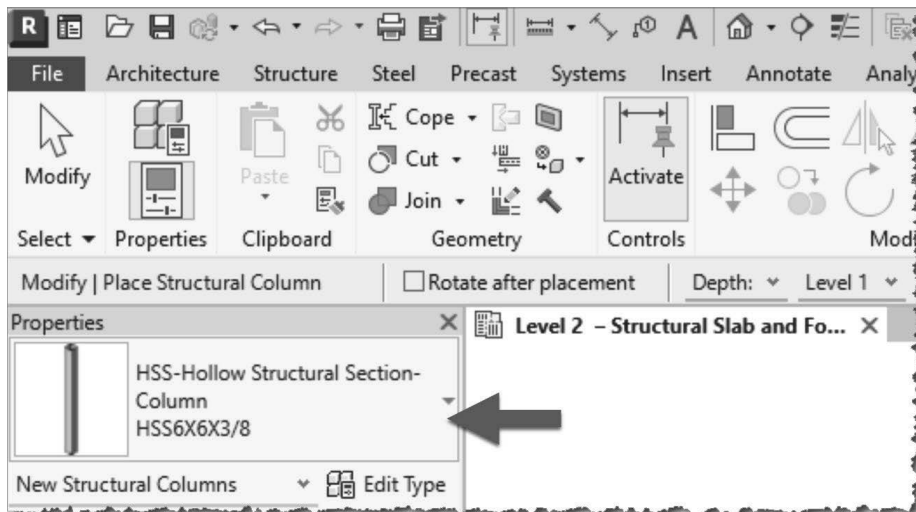 R
A
File Architecture Structure Steel Precast Systems Insert Annotate Analy
Modify
Paste
Cope
Cut
Join
Activate
Select Properties Clipboard Geometry Controls Modi
Modify | Place Structural Column Rotate after placement Depth: Level 1
Properties
Level 2 – Structural Slab and Fo...
HSS-Hollow Structural Section-
Column
HSS6X6X3/8
New Structural Columns Edit Type